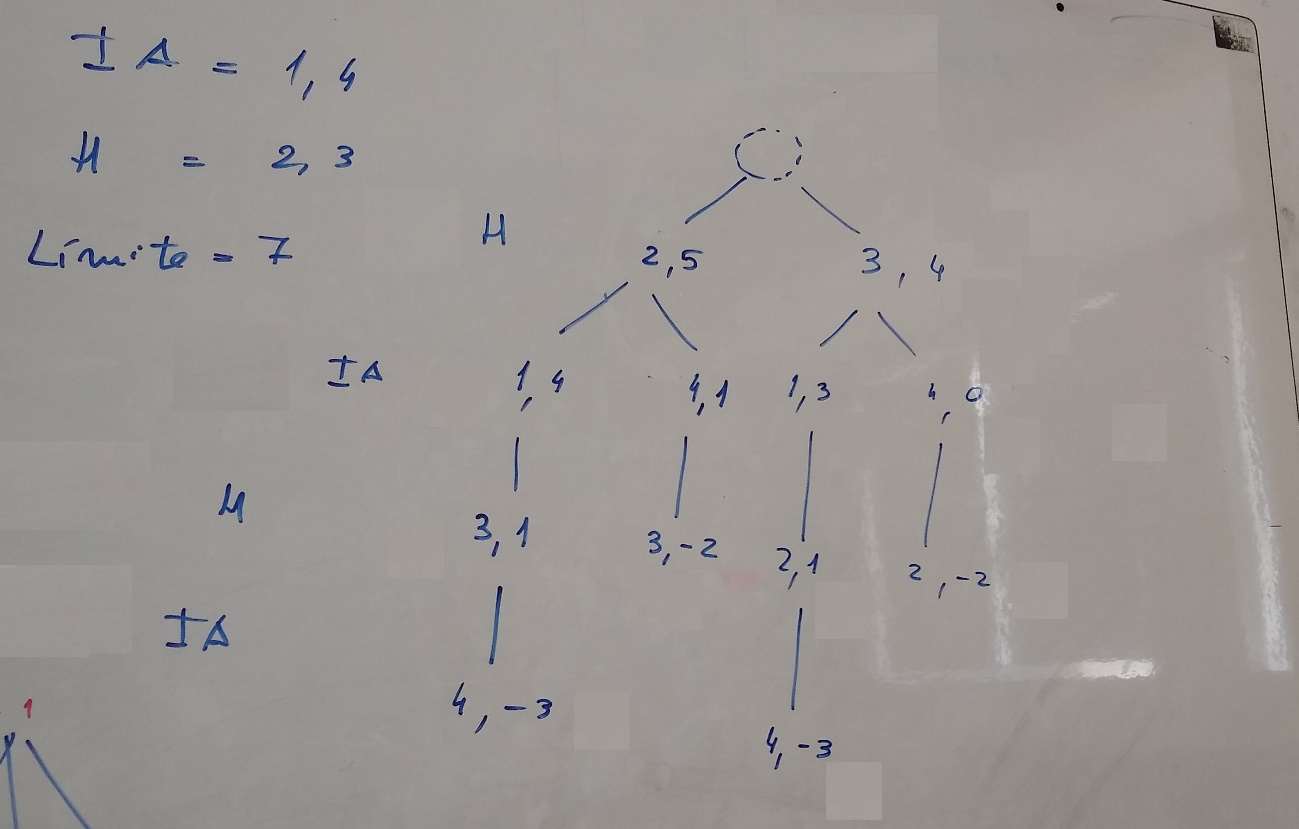 IA = 1, 4
H = 2, 3
Límite = 7
H
2,5
3, 4
IA
1, 4
4,1
1,3
4, 0
H
3, 1
3,-2
2,1
2, -2
IA
4, -3
4,-3
1